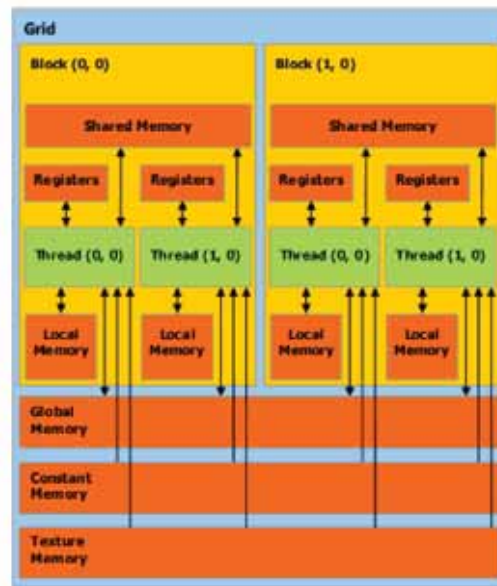 Grid
Block (0, 0)
Block (1, 0)
Shared Memory
Shared Memory
Registers
Registers
Registers
Registers
Thread (0, 0)
Thread (1, 0)
Thread (0, 0)
Thread (1, 0)
Local
Memory
Local
Memory
Local
Memory
Local
Memory
Global
Memory
Constant
Memory
Texture
Memory